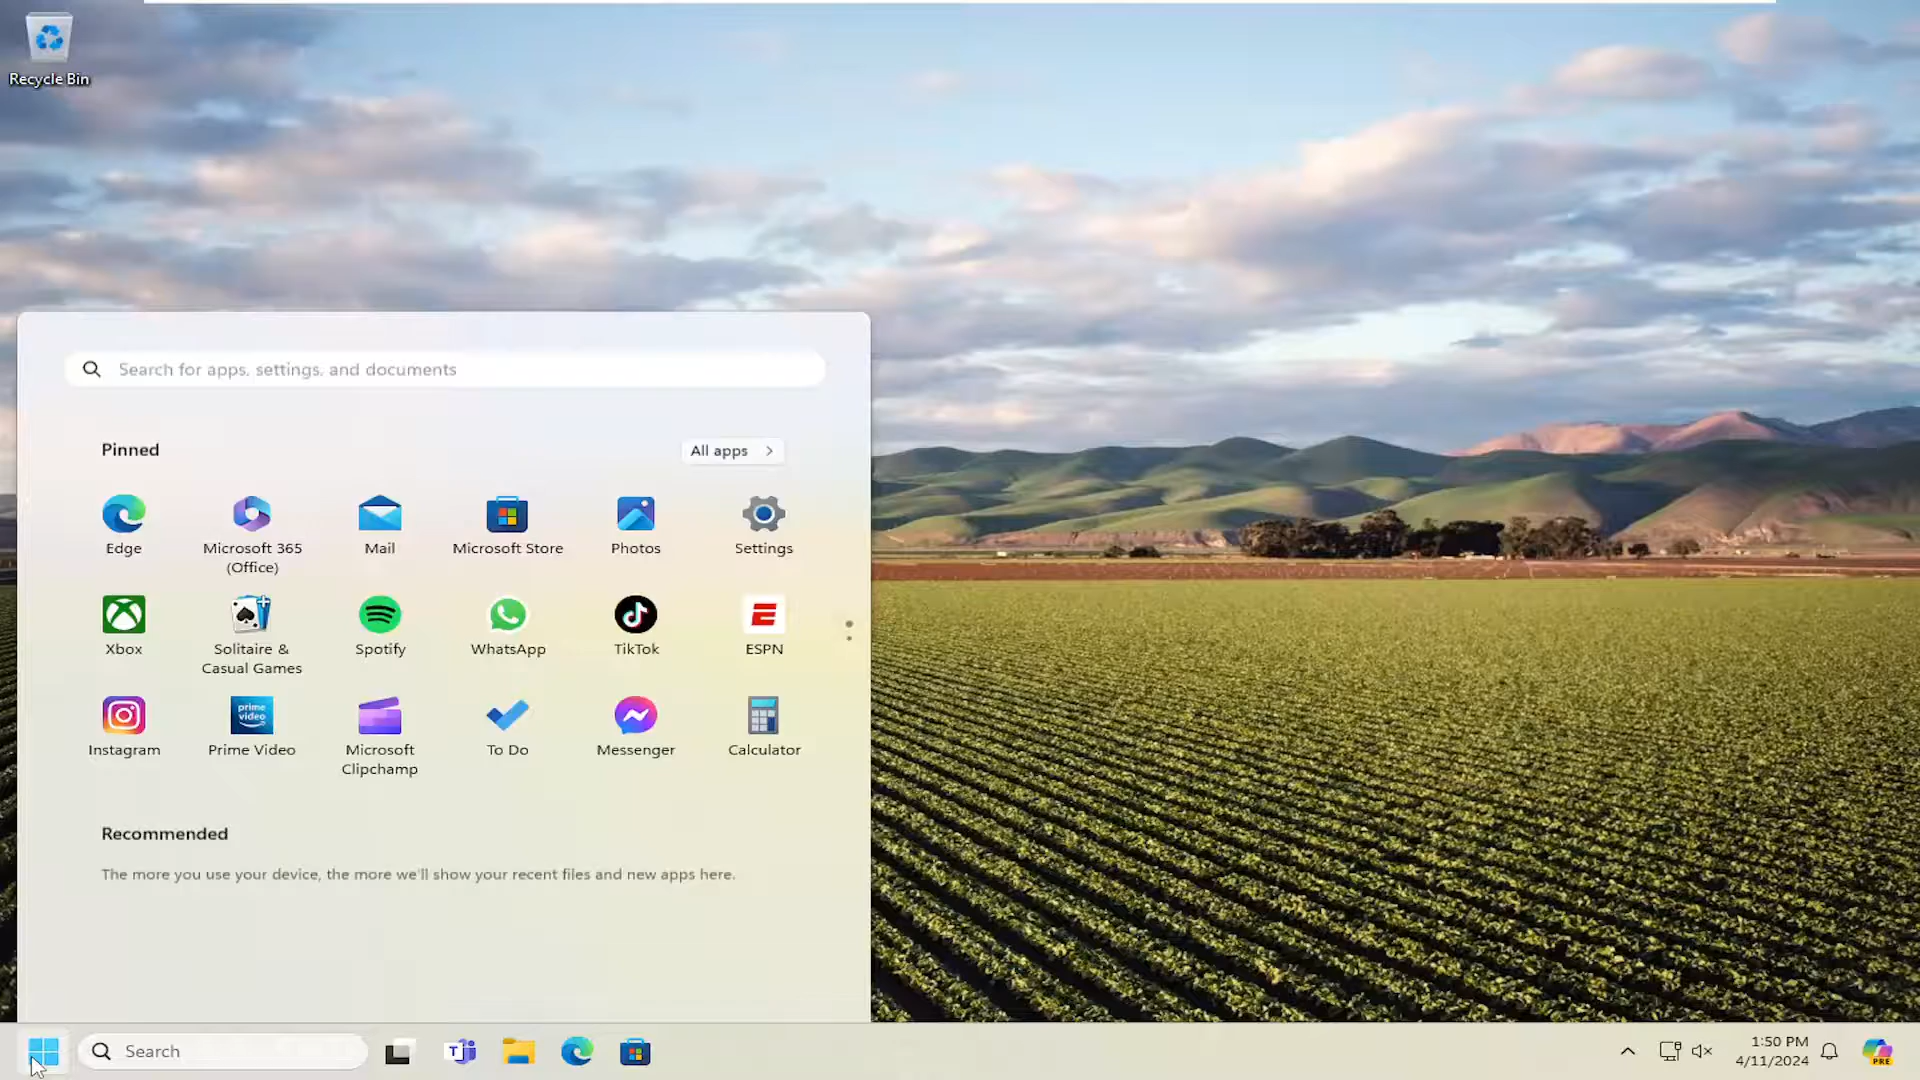 Recycle Bin
Search for apps, settings, and documents
Pinned
All apps
Edge
Microsoft 365
(Office)
Mail
Microsoft Store
Photos
Settings
Xbox
Solitaire &
Casual Games
Spotify
WhatsApp
TikTok
ESPN
prime
video
Instagram
Prime Video
Microsoft
Clipchamp
To Do
Messenger
Calculator
Recommended
The more you use your device, the more we'll show your recent files and new apps here.
Search
1:50 PM
4/11/2024
PRE